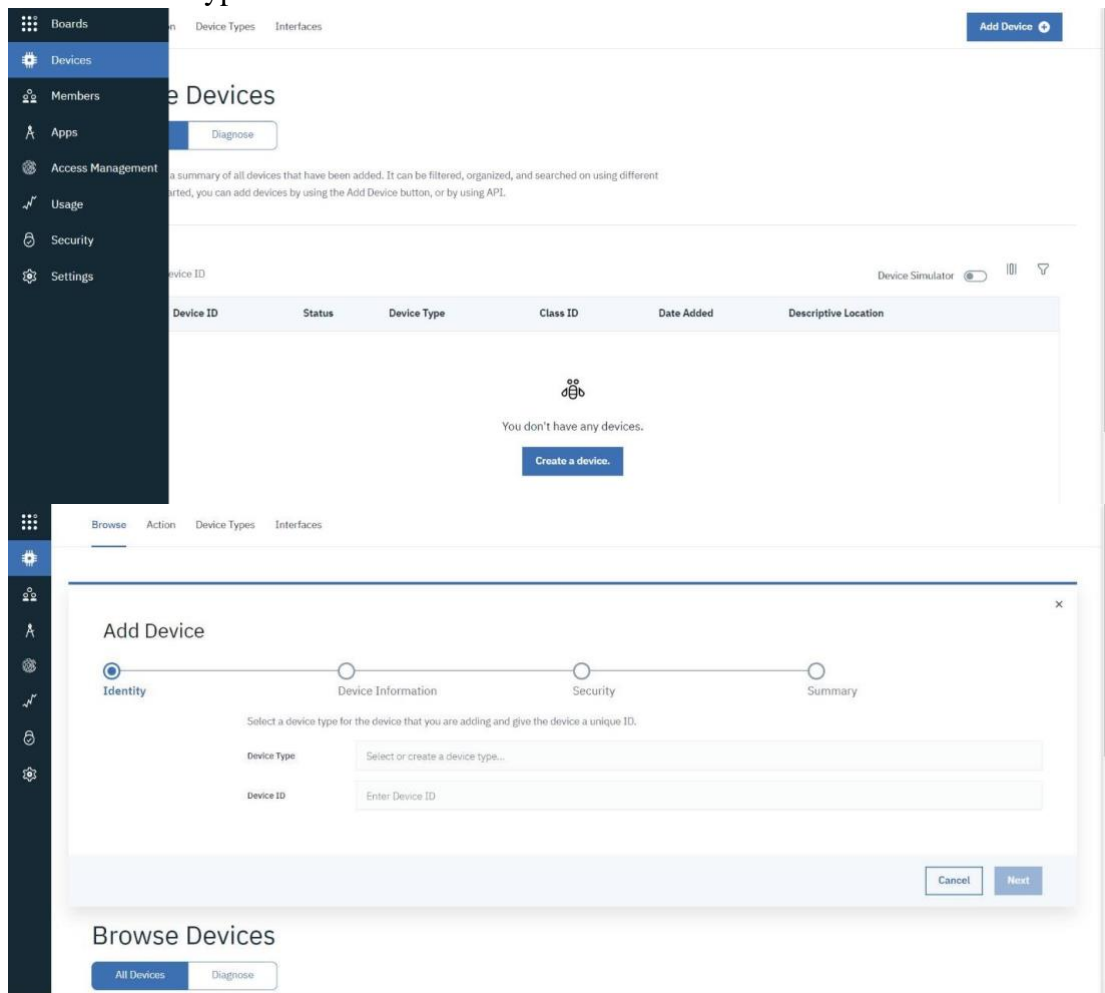 Boards
Device Types Interfaces
Add Device
Devices
Members
e Devices
Apps
Diagnose
Access Management
a summary of all devices that have been added. It can be filtered, organized, and searched on using different
arted, you can add devices by using the Add Device button, or by using API.
Usage
Security
Settings
evice ID
Device Simulator
Device ID Status Device Type Class ID Date Added Descriptive Location
You don't have any devices.
Create a device.
Browse Action Device Types Interfaces
Add Device
Identity Device Information Security Summary
Select a device type for the device that you are adding and give the device a unique ID.
Device Type Select or create a device type...
Device ID Enter Device ID
Cancel Next
Browse Devices
All Devices Diagnose